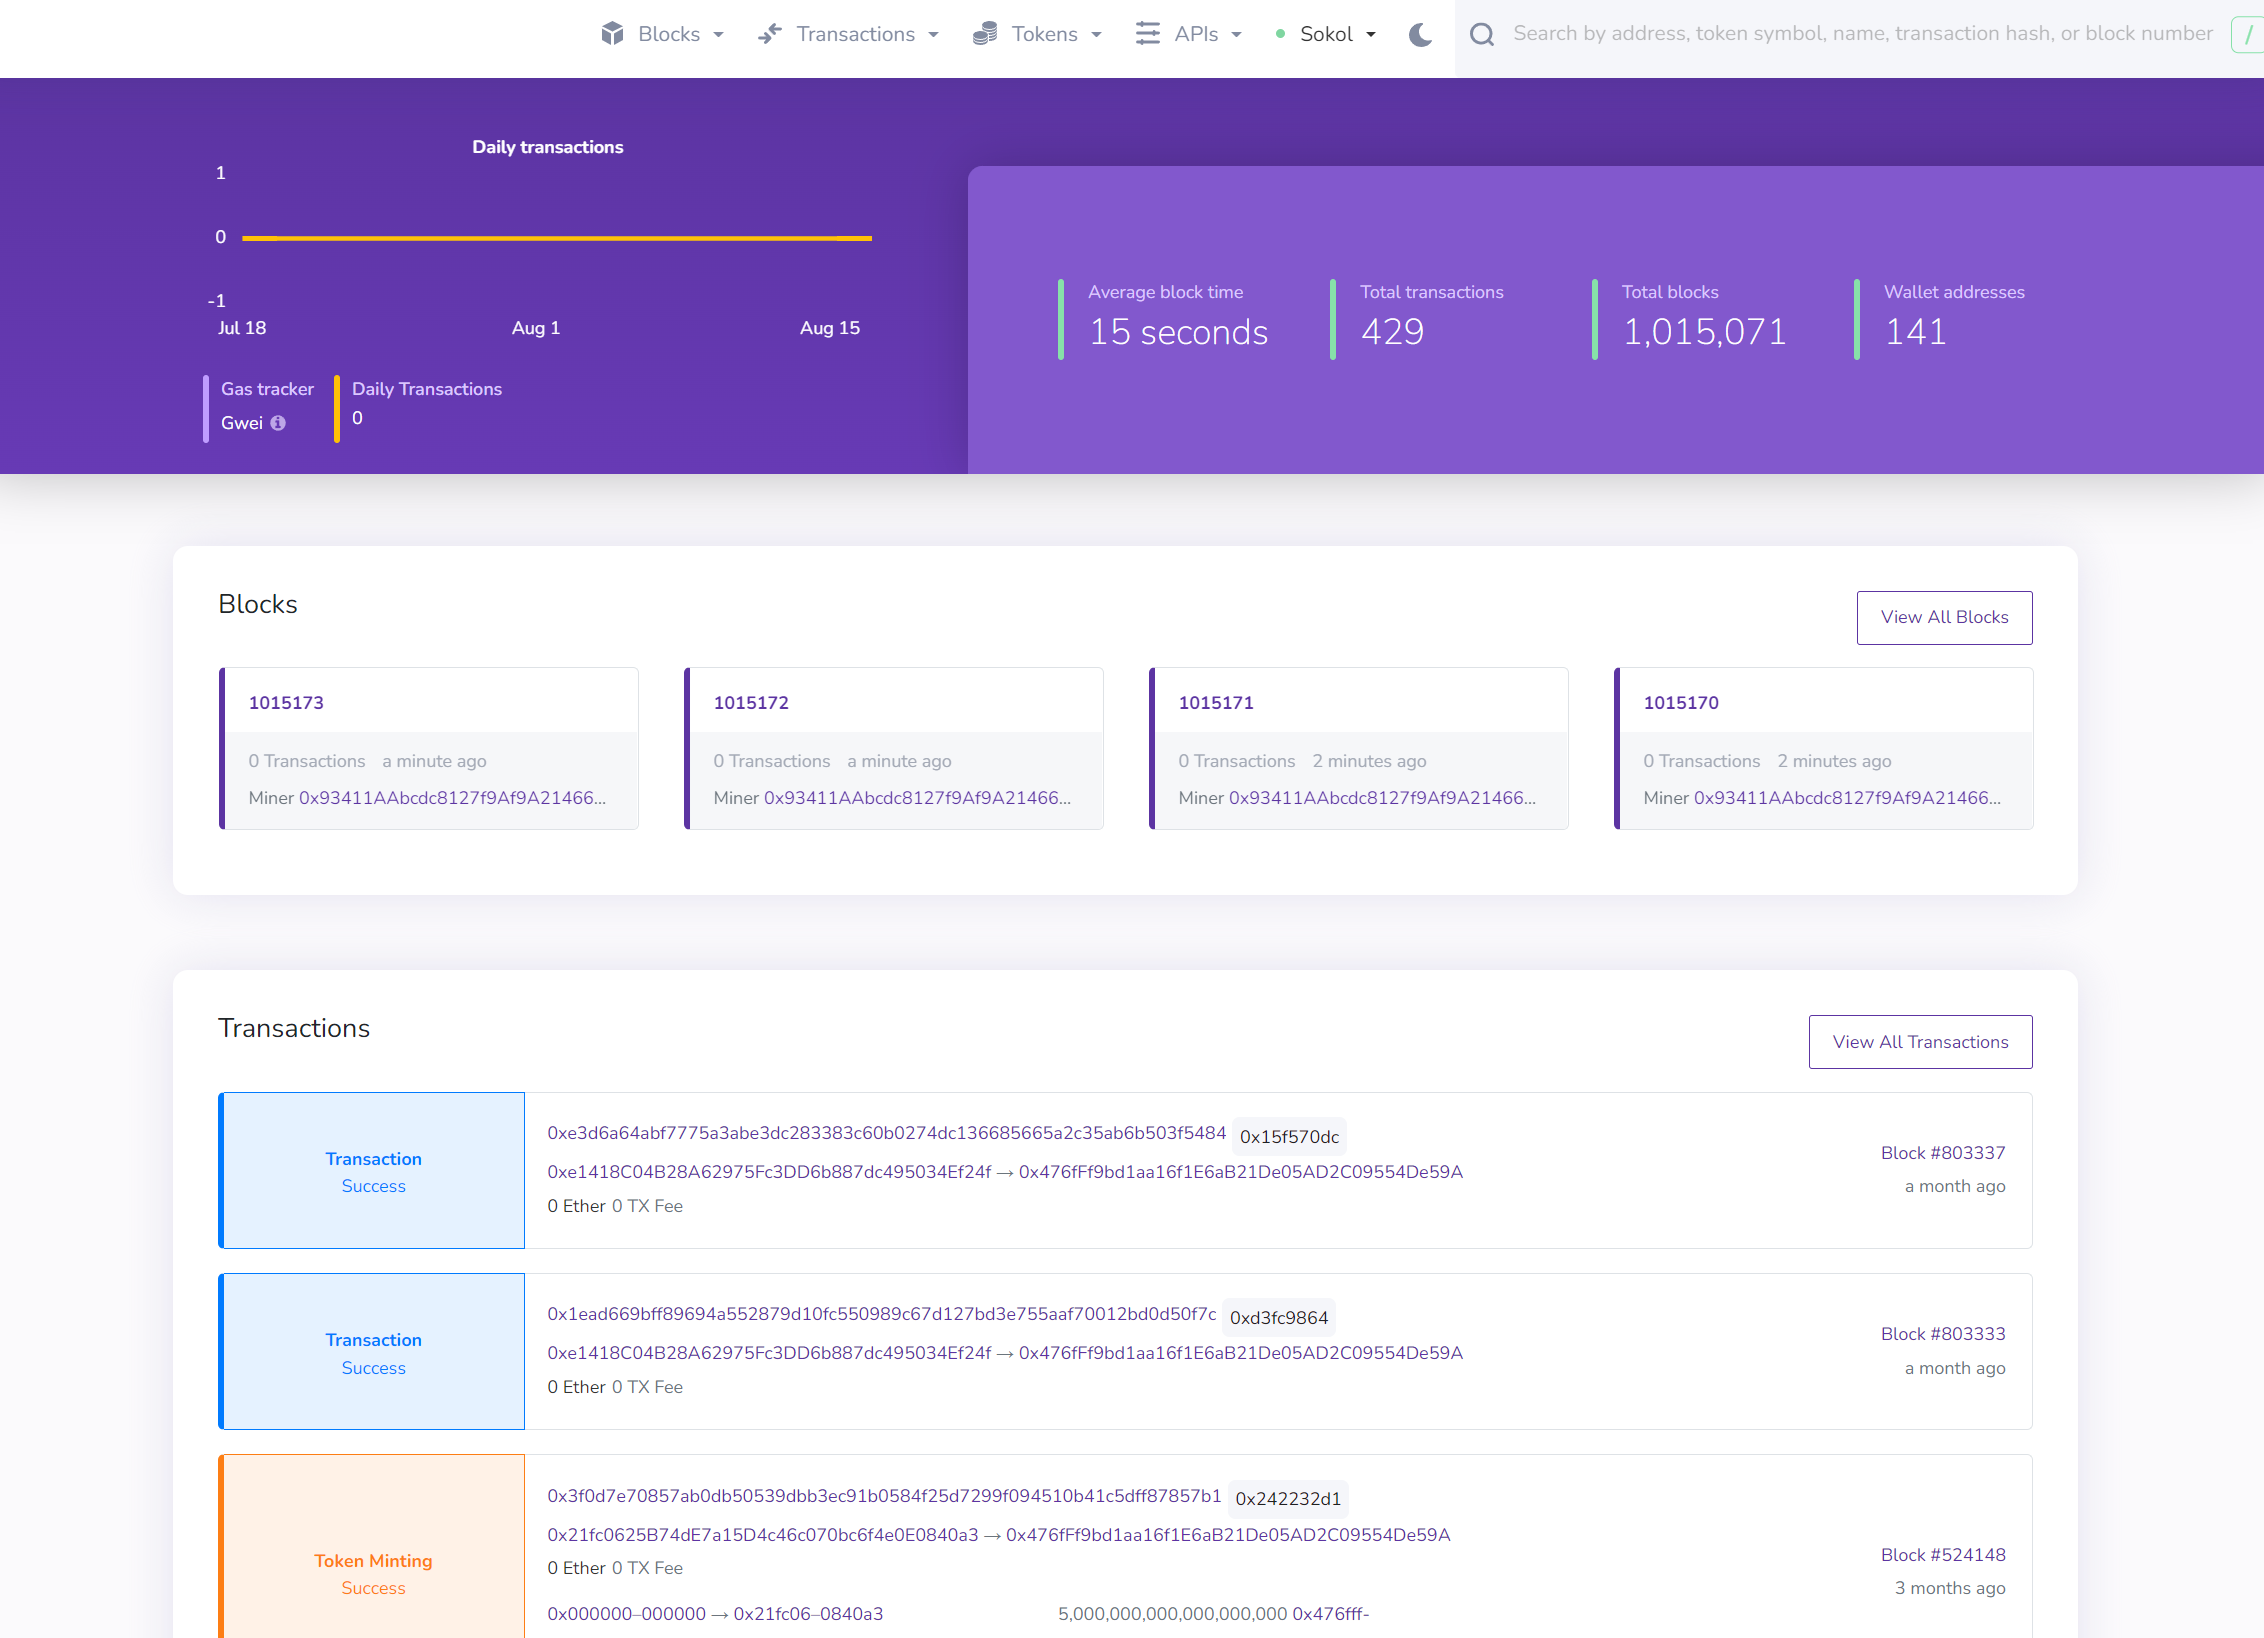 Blocks Transactions Tokens APIs Sokol Search by address, token symbol, name, transaction hash, or block number /
Daily transactions
1
0
-1
Jul 18 Aug 1 Aug 15
Gas tracker
Gwei
Daily Transactions
0
Average block time
15 seconds
Total transactions
429
Total blocks
1,015,071
Wallet addresses
141
Blocks
View All Blocks
1015173
0 Transactions a minute ago
Miner 0x93411AAbcdc8127f9Af9A21466...
1015172
0 Transactions a minute ago
Miner 0x93411AAbcdc8127f9Af9A21466...
1015171
0 Transactions 2 minutes ago
Miner 0x93411AAbcdc8127f9Af9A21466...
1015170
0 Transactions 2 minutes ago
Miner 0x93411AAbcdc8127f9Af9A21466...
Transactions
View All Transactions
Transaction
Success
0xe3d6a64abf7775a3abe3dc283383c60b0274dc136685665a2c35ab6b503f5484 0x15f570dc
0xe1418C04B28A62975Fc3DD6b887dc495034Ef24f → 0x476fFf9bd1aa16f1E6aB21De05AD2C09554De59A
0 Ether 0 TX Fee
Block #803337
a month ago
Transaction
Success
0x1ead669bff89694a552879d10fc550989c67d127bd3e755aaf70012bd0d50f7c 0xd3fc9864
0xe1418C04B28A62975Fc3DD6b887dc495034Ef24f → 0x476fFf9bd1aa16f1E6aB21De05AD2C09554De59A
0 Ether 0 TX Fee
Block #803333
a month ago
Token Minting
Success
0x3f0d7e70857ab0db50539dbb3ec91b0584f25d7299f094510b41c5dff87857b1 0x242232d1
0x21fc0625B74dE7a15D4c46c070bc6f4e0E0840a3 → 0x476fFf9bd1aa16f1E6aB21De05AD2C09554De59A
0 Ether 0 TX Fee
0x000000–000000 → 0x21fc06–0840a3 5,000,000,000,000,000,000 0x476fff-
Block #524148
3 months ago